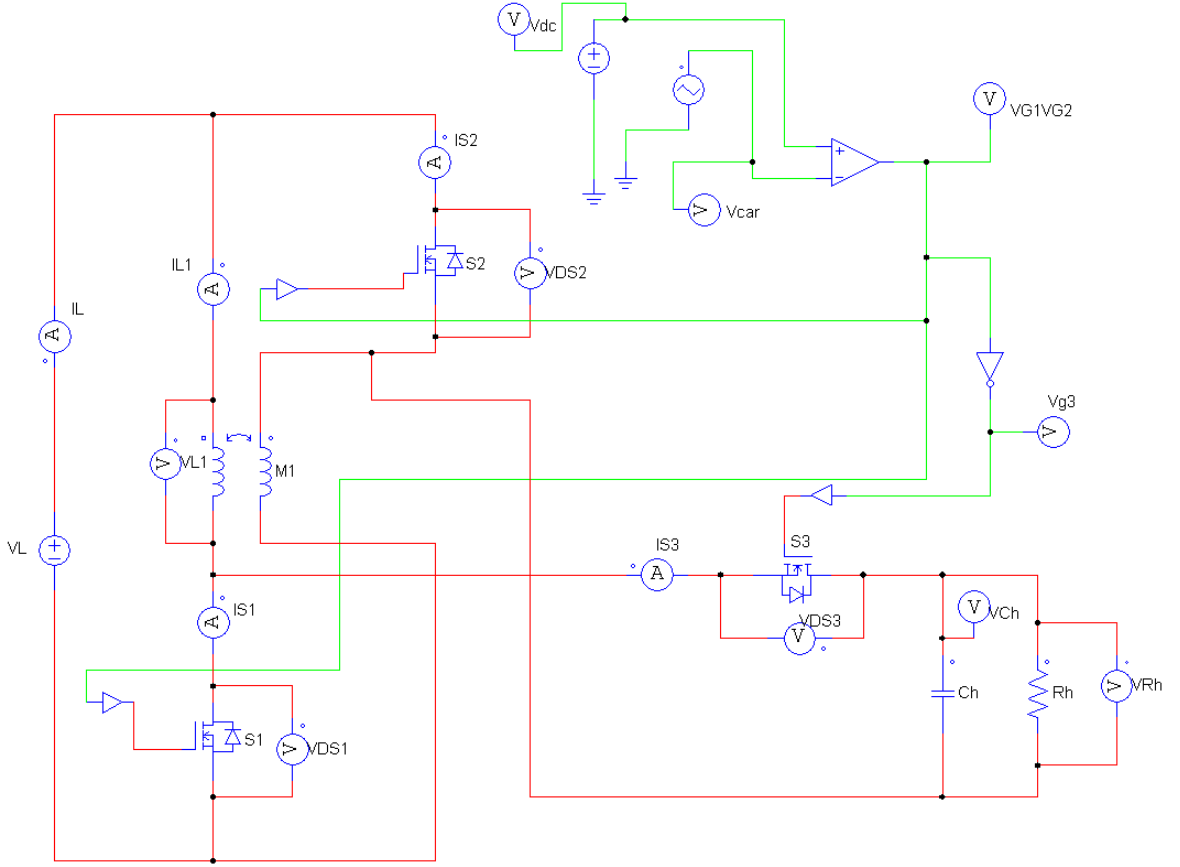 Vdc
V
V
VG1VG2
IS2
A
Vcar
V
IL1
A
S2
V
VDS2
IL
A
Vg3
V
V
VL1
M1
VL
IS3
A
S3
IS1
A
VDS3
V
V
VCh
Ch
Rh
V
VRh
S1
V
VDS1